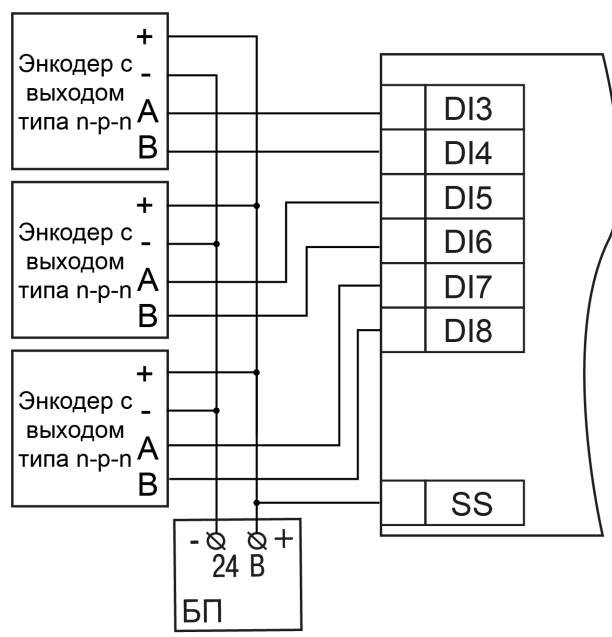 +
Энкодер с -
выходом
типа n-p-n A
B
+
Энкодер с -
выходом
типа n-p-n A
B
+
Энкодер с -
выходом
типа n-p-n A
B
DI3
DI4
DI5
DI6
DI7
DI8
SS
- +
24 В
БП